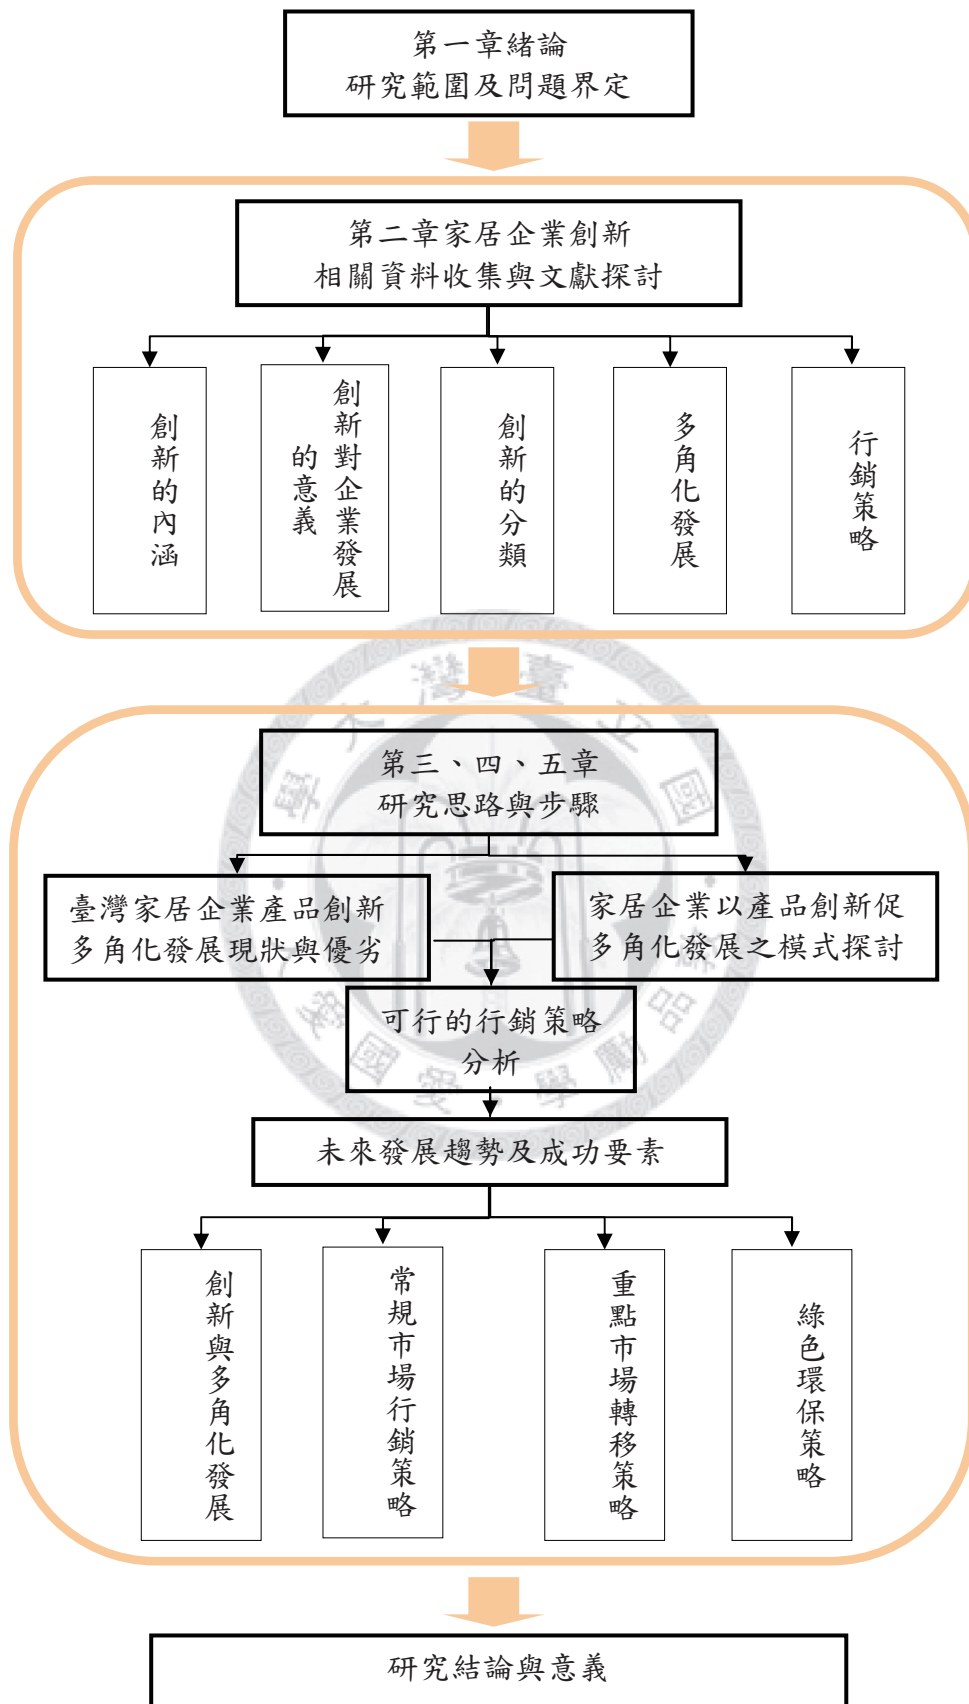 第一章緒論
研究範圍及問題界定
第二章家居企業創新
相關資料收集與文獻探討
創新的內涵
創新對企業發展
的意義
創新的分類
多角化發展
行銷策略
第三、四、五章
研究思路與步驟
臺灣家居企業產品創新
多角化發展現狀與優劣
家居企業以產品創新促
多角化發展之模式探討
可行的行銷策略
分析
未來發展趨勢及成功要素
創新與多角化發展
常規市場行銷策略
重點市場轉移策略
綠色環保策略
研究結論與意義